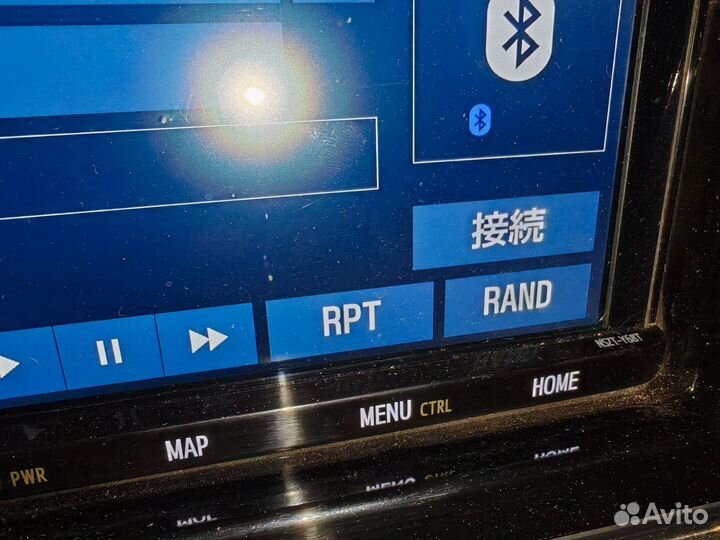 接続
RPT
RAND
NSZT-Y68T
MAP
MENU CTRL
HOME
PWR
Avito